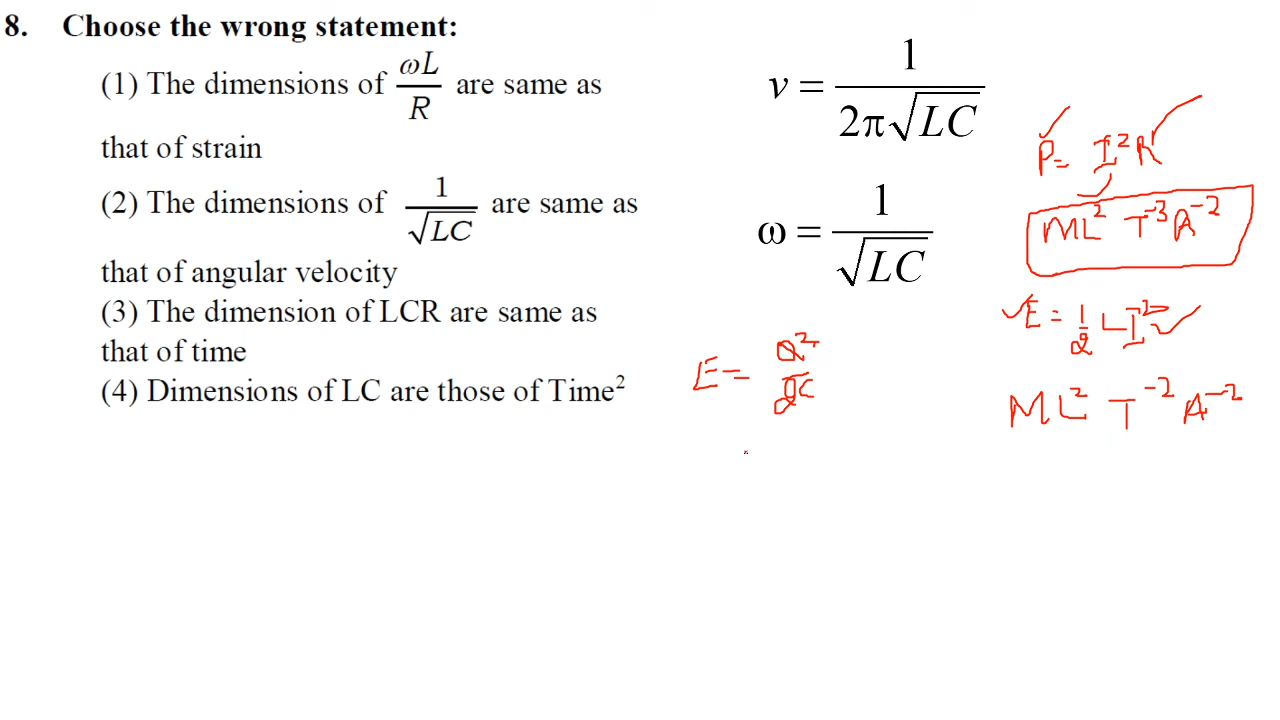 8. Choose the wrong statement:
(1) The dimensions of ωL/R are same as
that of strain
(2) The dimensions of 1/√LC are same as
that of angular velocity
(3) The dimension of LCR are same as
that of time
(4) Dimensions of LC are those of Time²
ν = 1/2π√LC
ω = 1/√LC
P = I²R
ML² T⁻³ A⁻²
E = 1/2 LI²
ML² T⁻² A⁻²
E = Q²/2C